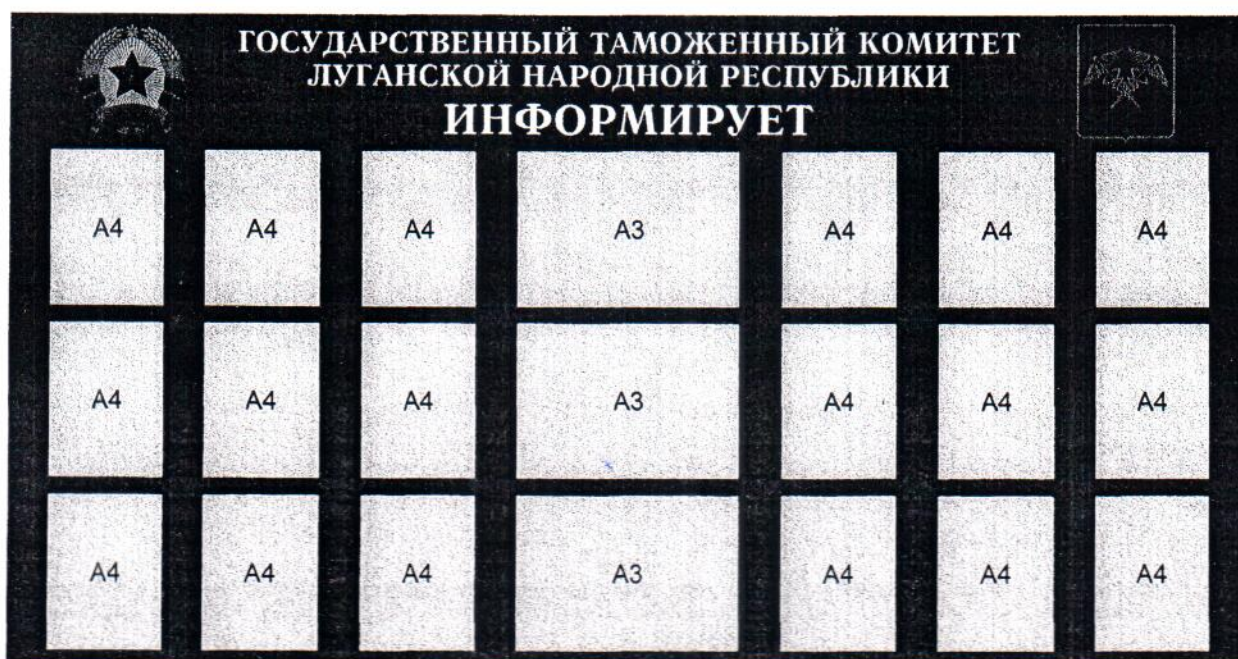 ГОСУДАРСТВЕННЫЙ ТАМОЖЕННЫЙ КОМИТЕТ
ЛУГАНСКОЙ НАРОДНОЙ РЕСПУБЛИКИ
ИНФОРМИРУЕТ
А4 А4 А4 А3 А4 А4 А4
А4 А4 А4 А3 А4 А4 А4
А4 А4 А4 А3 А4 А4 А4